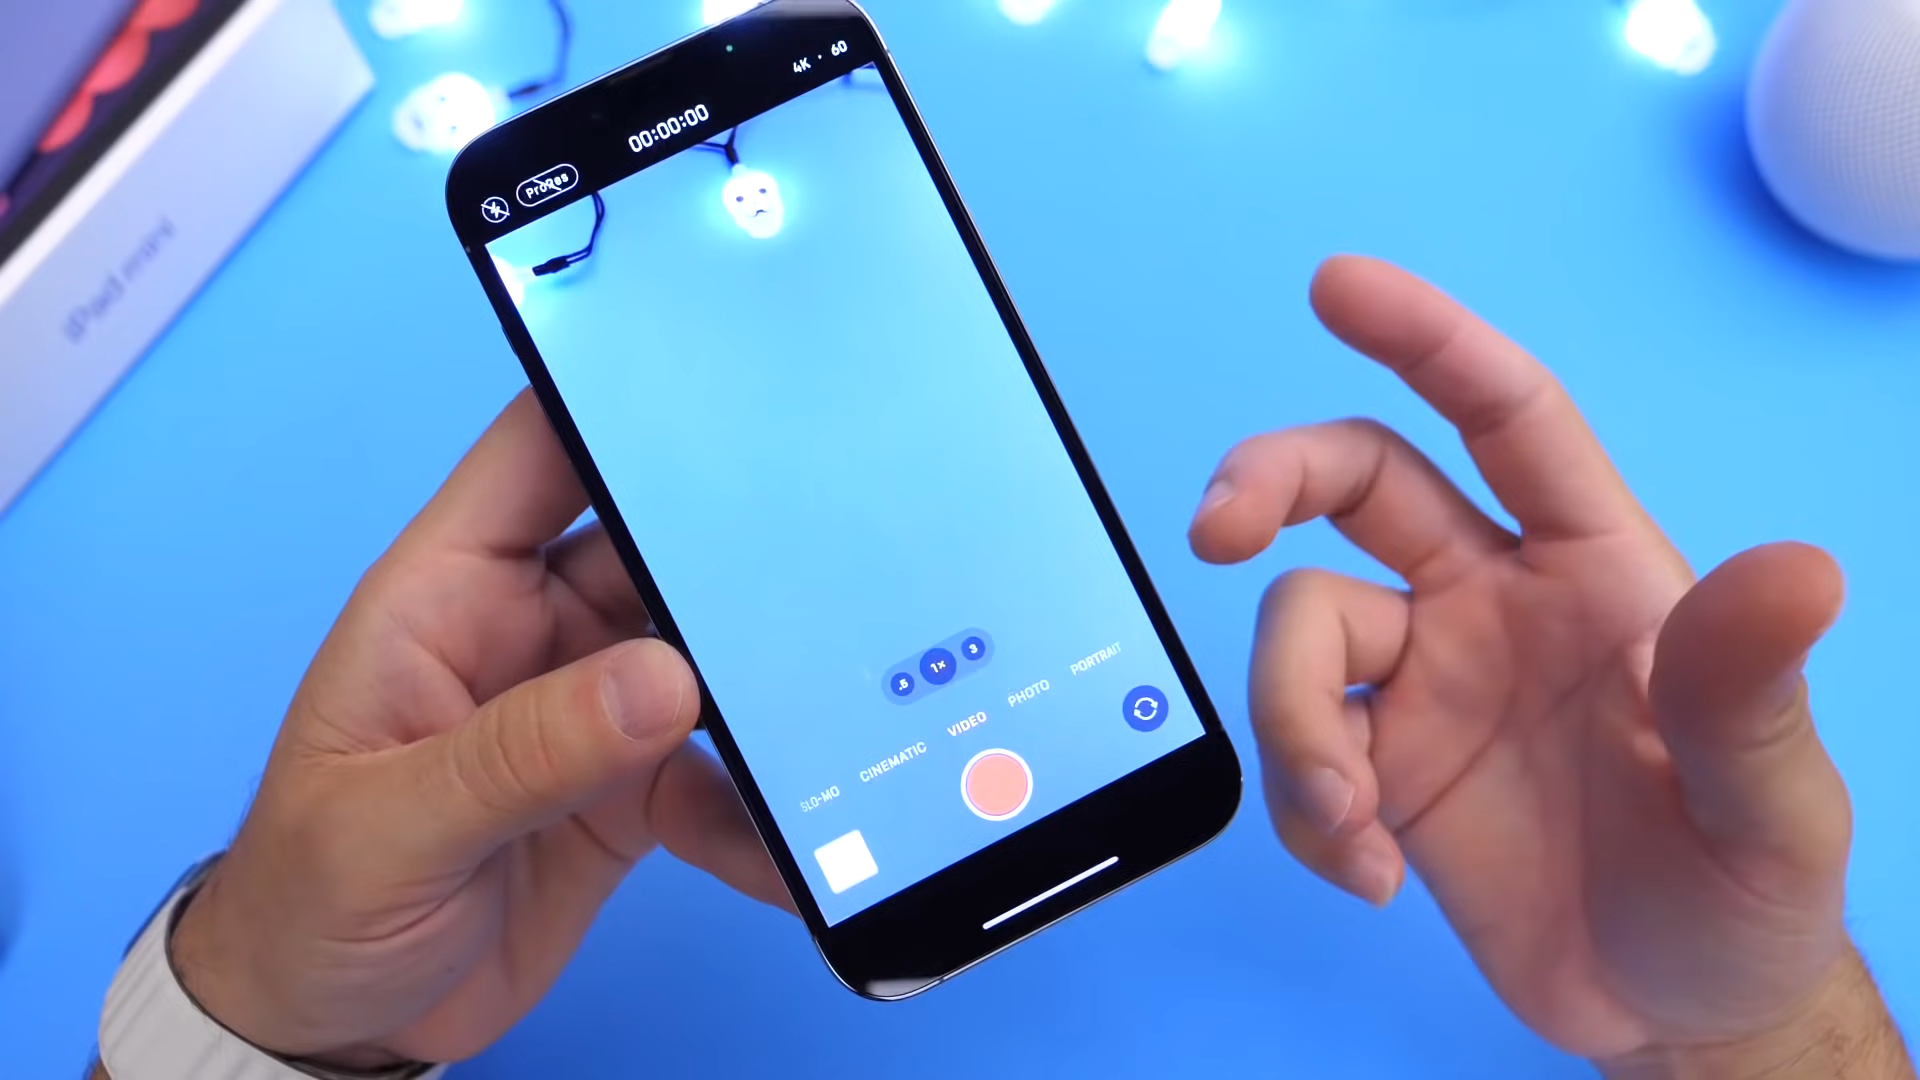 4K · 60
00:00:00
ProRes
iPad mini
.5 1× 3
SLO-MO CINEMATIC VIDEO PHOTO PORTRAIT